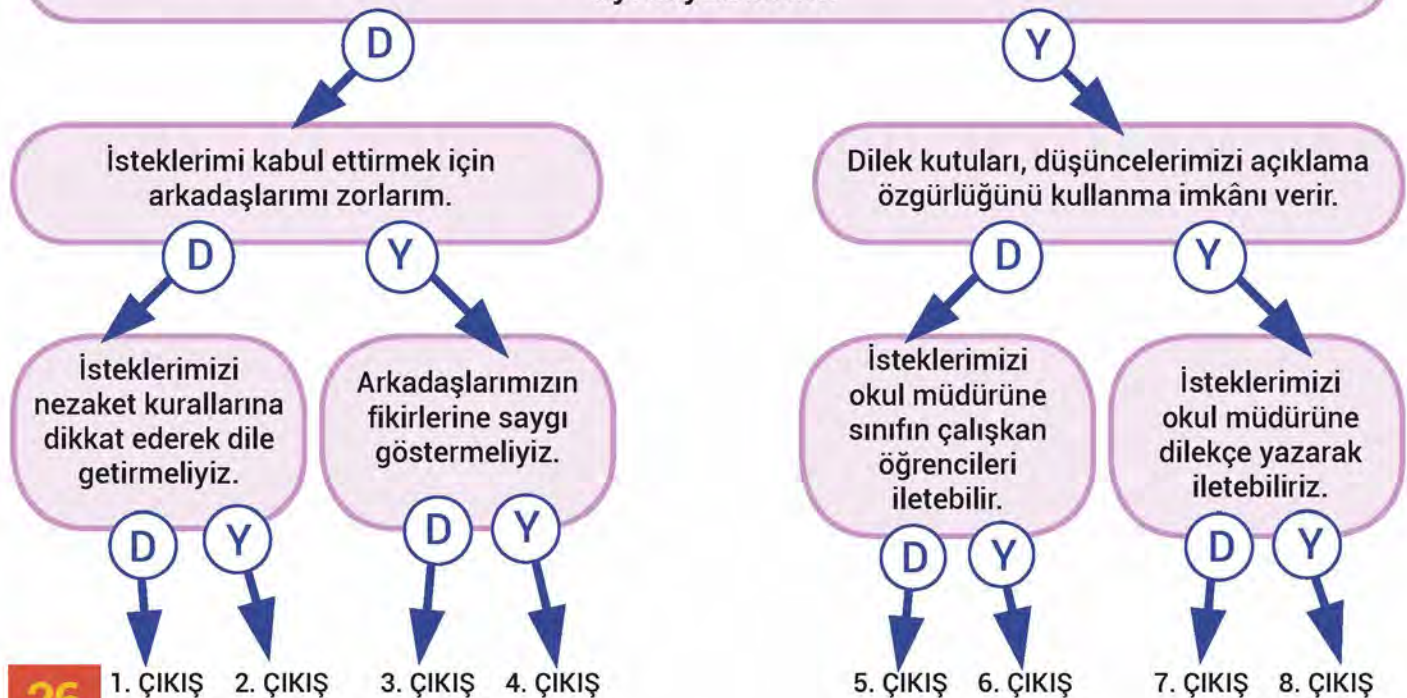 D
Y
İsteklerimi kabul ettirmek için
arkadaşlarımı zorlarım.
Dilek kutuları, düşüncelerimizi açıklama
özgürlüğünü kullanma imkânı verir.
D
Y
D
Y
İsteklerimizi
nezaket kurallarına
dikkat ederek dile
getirmeliyiz.
Arkadaşlarımızın
fikirlerine saygı
göstermeliyiz.
İsteklerimizi
okul müdürüne
sınıfın çalışkan
öğrencileri
iletebilir.
İsteklerimizi
okul müdürüne
dilekçe yazarak
iletebiliriz.
D
Y
D
Y
D
Y
D
Y
1. ÇIKIŞ
2. ÇIKIŞ
3. ÇIKIŞ
4. ÇIKIŞ
5. ÇIKIŞ
6. ÇIKIŞ
7. ÇIKIŞ
8. ÇIKIŞ
26